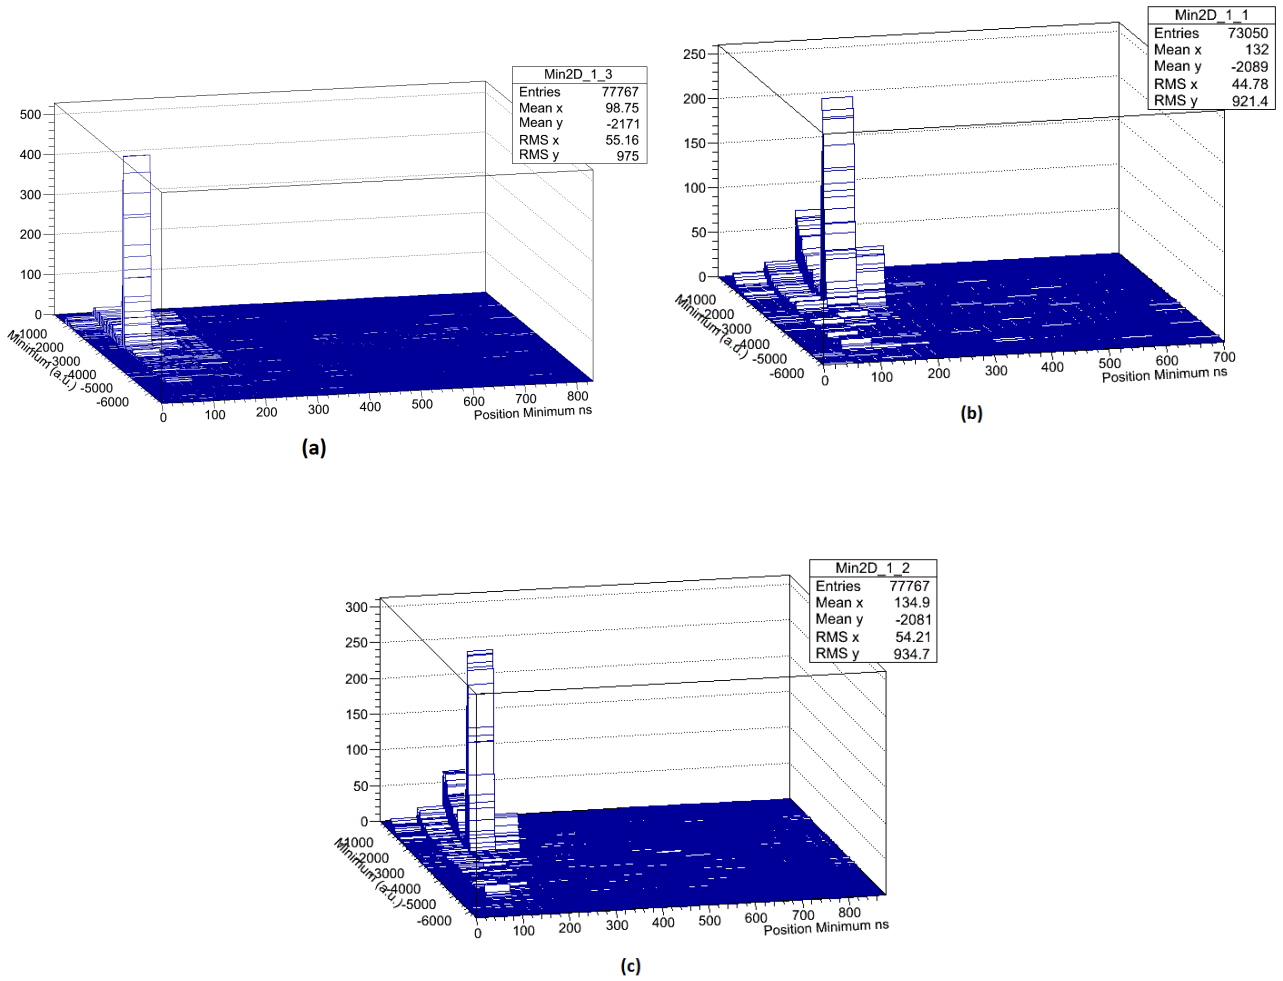 Min2D_1_3
Entries 77767
Mean x 98.75
Mean y -2171
RMS x 55.16
RMS y 975
500
400
300
200
100
0
-1000
-2000
-3000
-4000
-5000
-6000
Minimum (a.u.)
0 100 200 300 400 500 600 700 800
Position Minimum ns
(a)
Min2D_1_1
Entries 73050
Mean x 132
Mean y -2089
RMS x 44.78
RMS y 921.4
250
200
150
100
50
0
-1000
-2000
-3000
-4000
-5000
-6000
Minimum (a.u.)
0 100 200 300 400 500 600 700
Position Minimum ns
(b)
Min2D_1_2
Entries 77767
Mean x 134.9
Mean y -2081
RMS x 54.21
RMS y 934.7
300
250
200
150
100
50
0
-1000
-2000
-3000
-4000
-5000
-6000
Minimum (a.u.)
0 100 200 300 400 500 600 700 800
Position Minimum ns
(c)